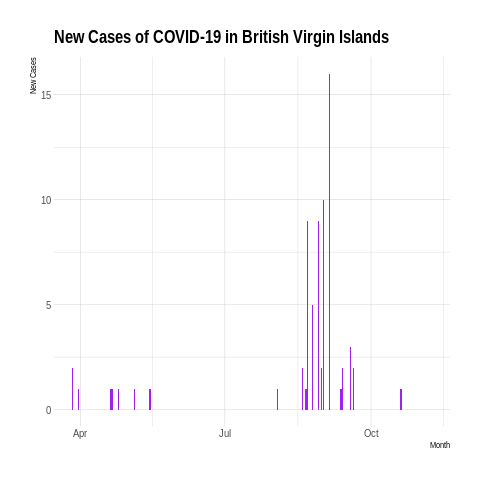 New Cases of COVID-19 in British Virgin Islands
New Cases
15
10
5
0
Apr
Jul
Oct
Month